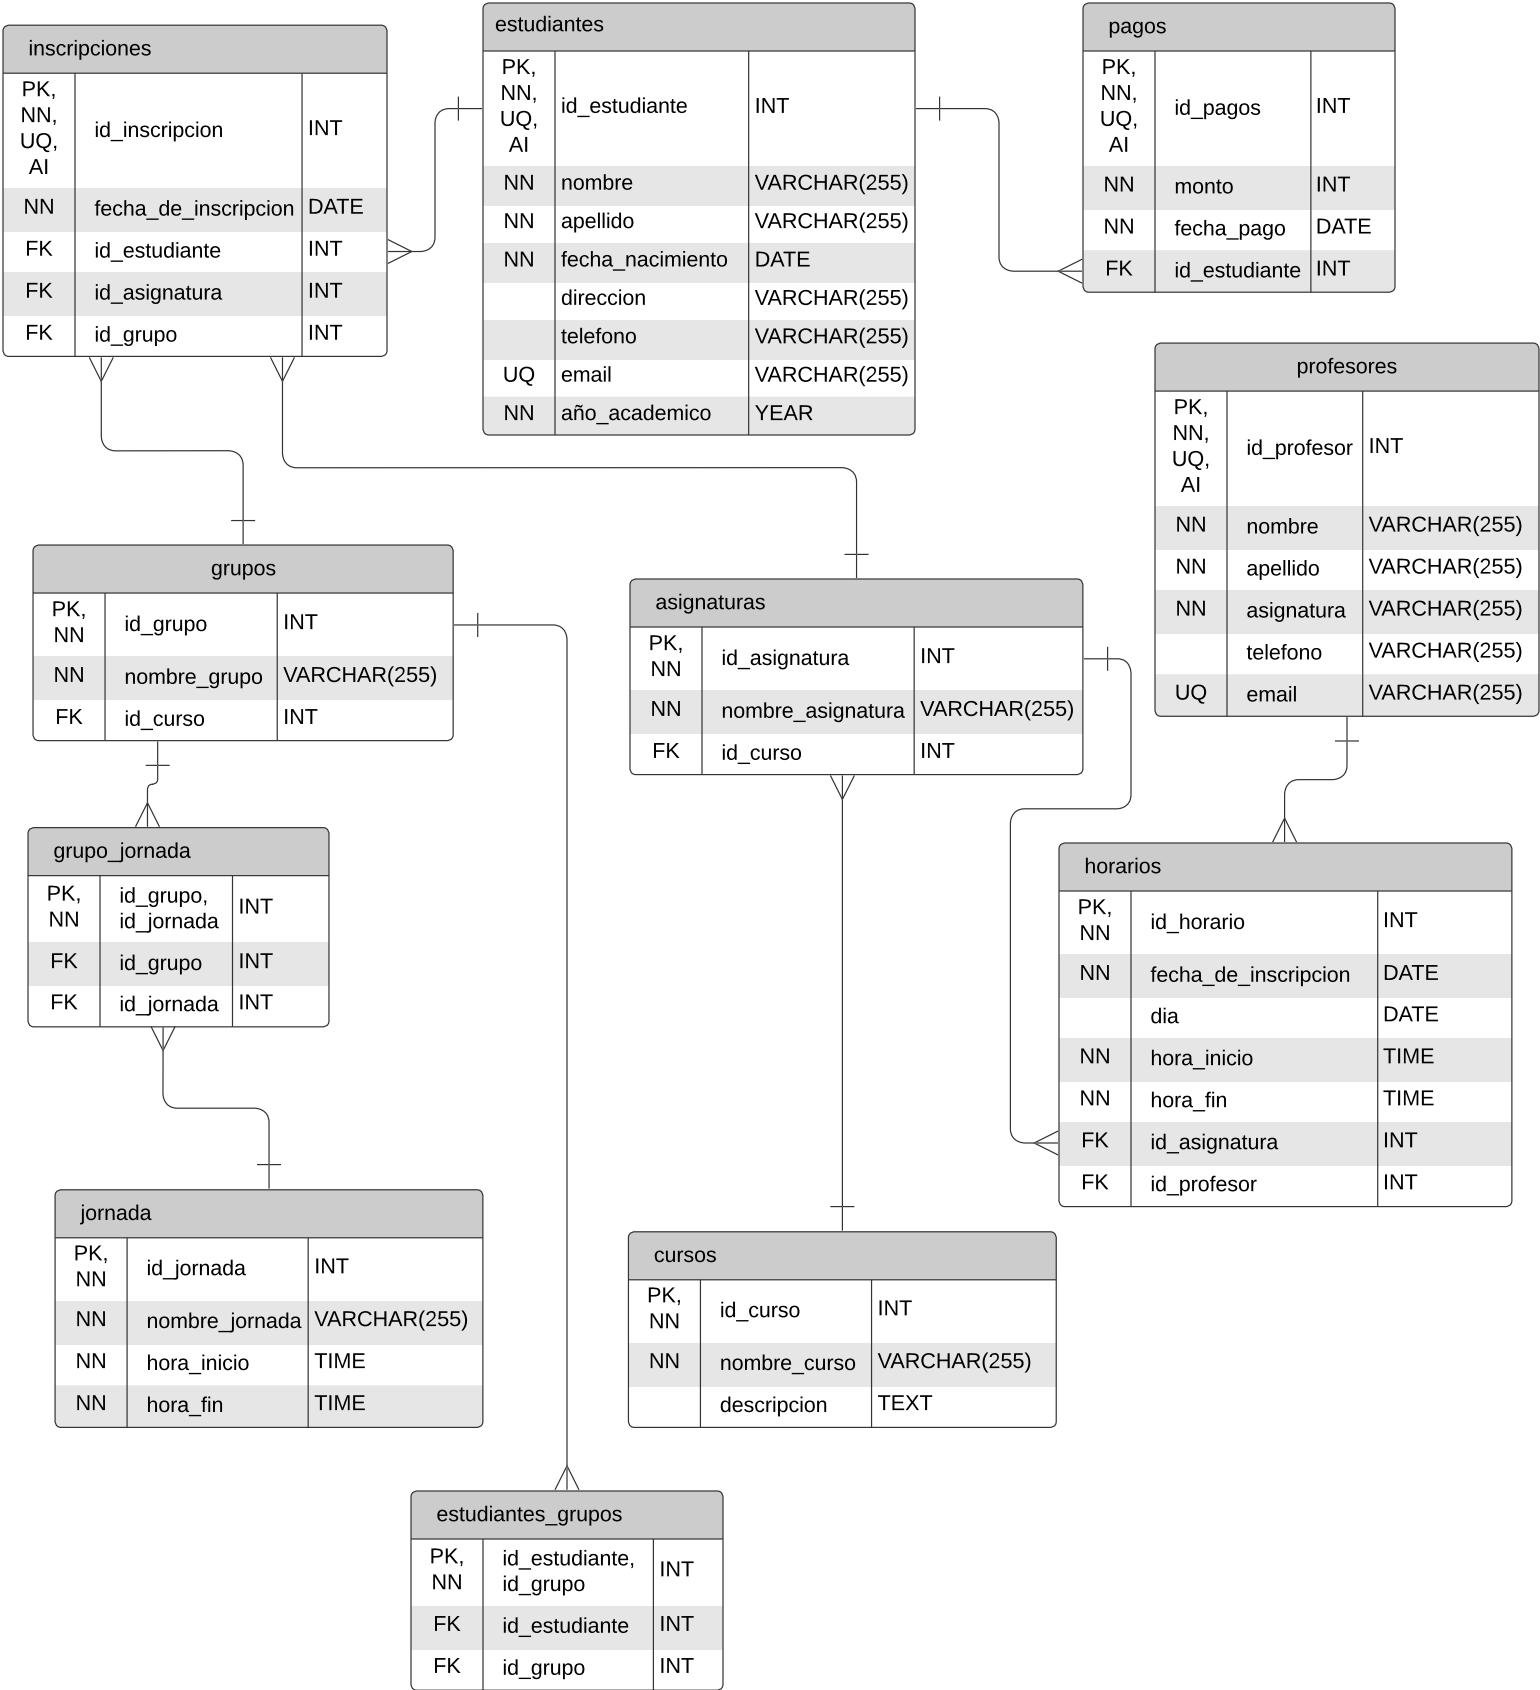 inscripciones
PK,
NN,
UQ,
AI
id_inscripcion
INT
NN
fecha_de_inscripcion
DATE
FK
id_estudiante
INT
FK
id_asignatura
INT
FK
id_grupo
INT
estudiantes
PK,
NN,
UQ,
AI
id_estudiante
INT
NN
nombre
VARCHAR(255)
NN
apellido
VARCHAR(255)
NN
fecha_nacimiento
DATE
direccion
VARCHAR(255)
telefono
VARCHAR(255)
UQ
email
VARCHAR(255)
NN
año_academico
YEAR
pagos
PK,
NN,
UQ,
AI
id_pagos
INT
NN
monto
INT
NN
fecha_pago
DATE
FK
id_estudiante
INT
profesores
PK,
NN,
UQ,
AI
id_profesor
INT
NN
nombre
VARCHAR(255)
NN
apellido
VARCHAR(255)
NN
asignatura
VARCHAR(255)
telefono
VARCHAR(255)
UQ
email
VARCHAR(255)
grupos
PK,
NN
id_grupo
INT
NN
nombre_grupo
VARCHAR(255)
FK
id_curso
INT
asignaturas
PK,
NN
id_asignatura
INT
NN
nombre_asignatura
VARCHAR(255)
FK
id_curso
INT
grupo_jornada
PK,
NN
id_grupo,
id_jornada
INT
FK
id_grupo
INT
FK
id_jornada
INT
horarios
PK,
NN
id_horario
INT
NN
fecha_de_inscripcion
DATE
dia
DATE
NN
hora_inicio
TIME
NN
hora_fin
TIME
FK
id_asignatura
INT
FK
id_profesor
INT
jornada
PK,
NN
id_jornada
INT
NN
nombre_jornada
VARCHAR(255)
NN
hora_inicio
TIME
NN
hora_fin
TIME
cursos
PK,
NN
id_curso
INT
NN
nombre_curso
VARCHAR(255)
descripcion
TEXT
estudiantes_grupos
PK,
NN
id_estudiante,
id_grupo
INT
FK
id_estudiante
INT
FK
id_grupo
INT